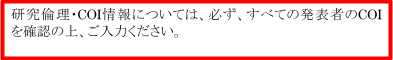 研究倫理・COI情報については、必ず、すべての発表者のCOI
を確認の上、ご入力ください。